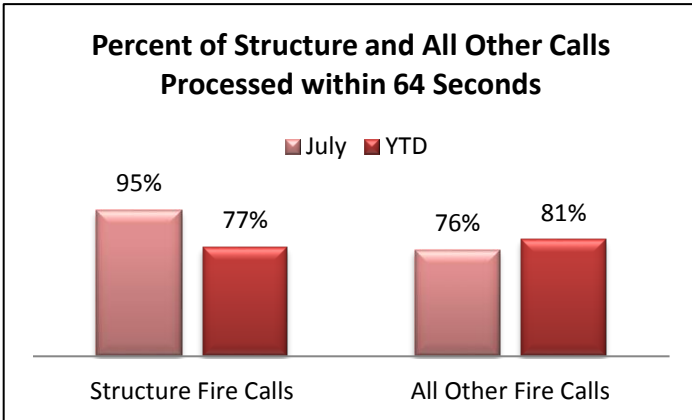 Percent of Structure and All Other Calls
Processed within 64 Seconds
July YTD
95%
77%
76%
81%
Structure Fire Calls
All Other Fire Calls